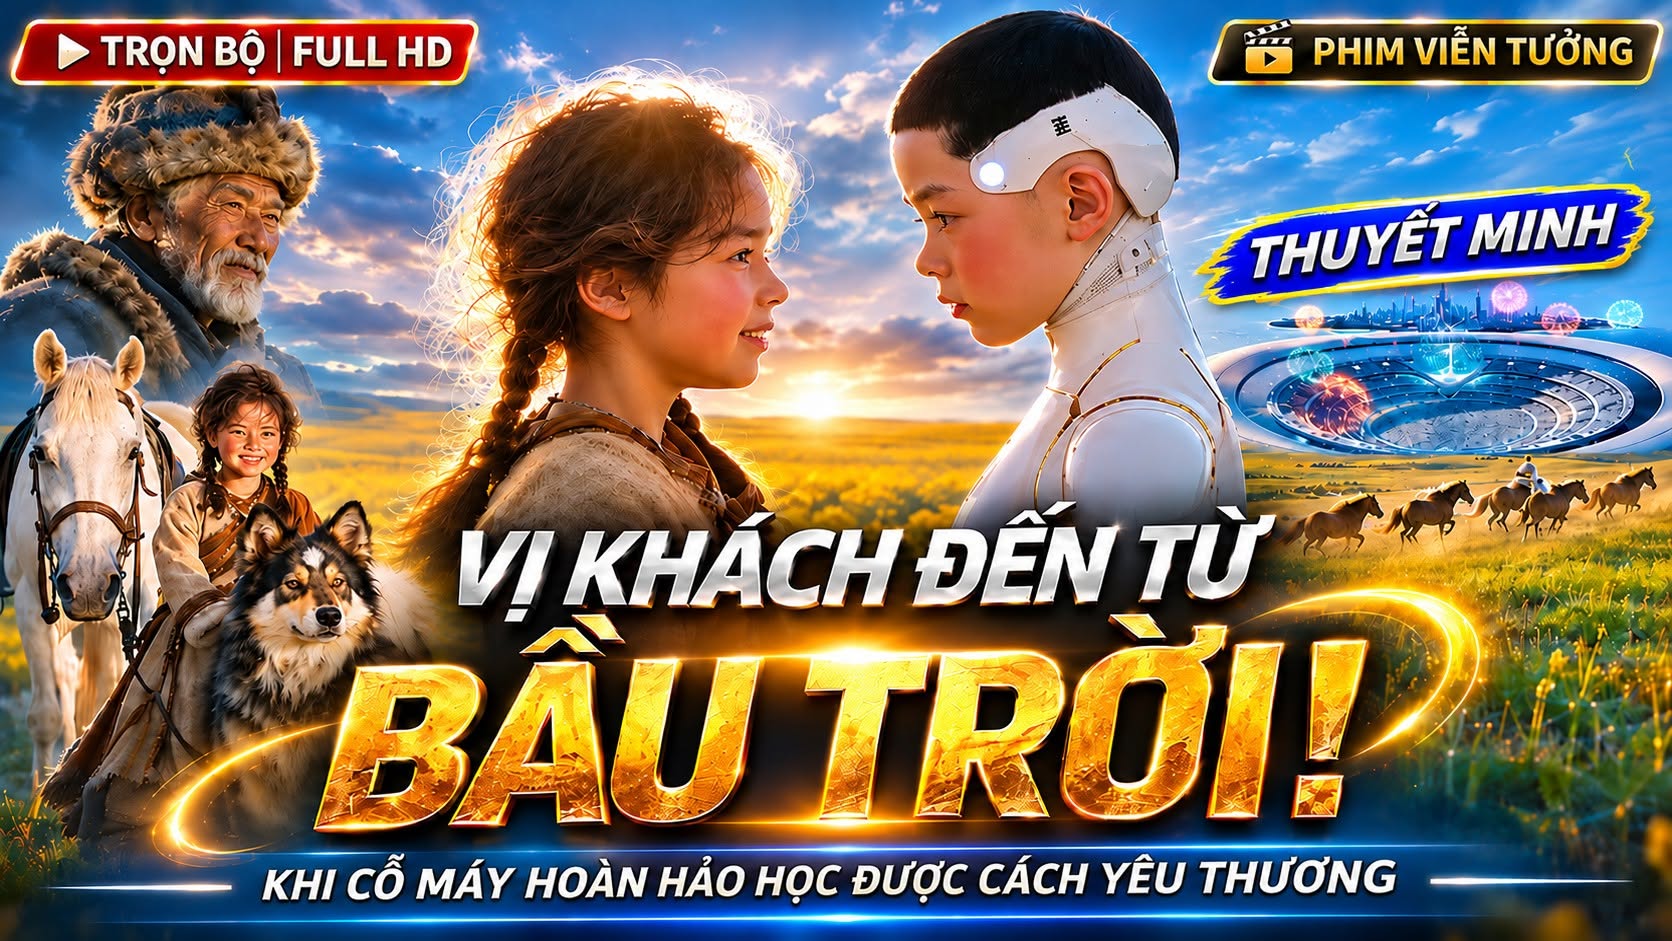 TRỌN BỘ | FULL HD
PHIM VIỄN TƯỞNG
THUYẾT MINH
VỊ KHÁCH ĐẾN TỪ
BẦU TRỜI!
KHI CỖ MÁY HOÀN HẢO HỌC ĐƯỢC CÁCH YÊU THƯƠNG